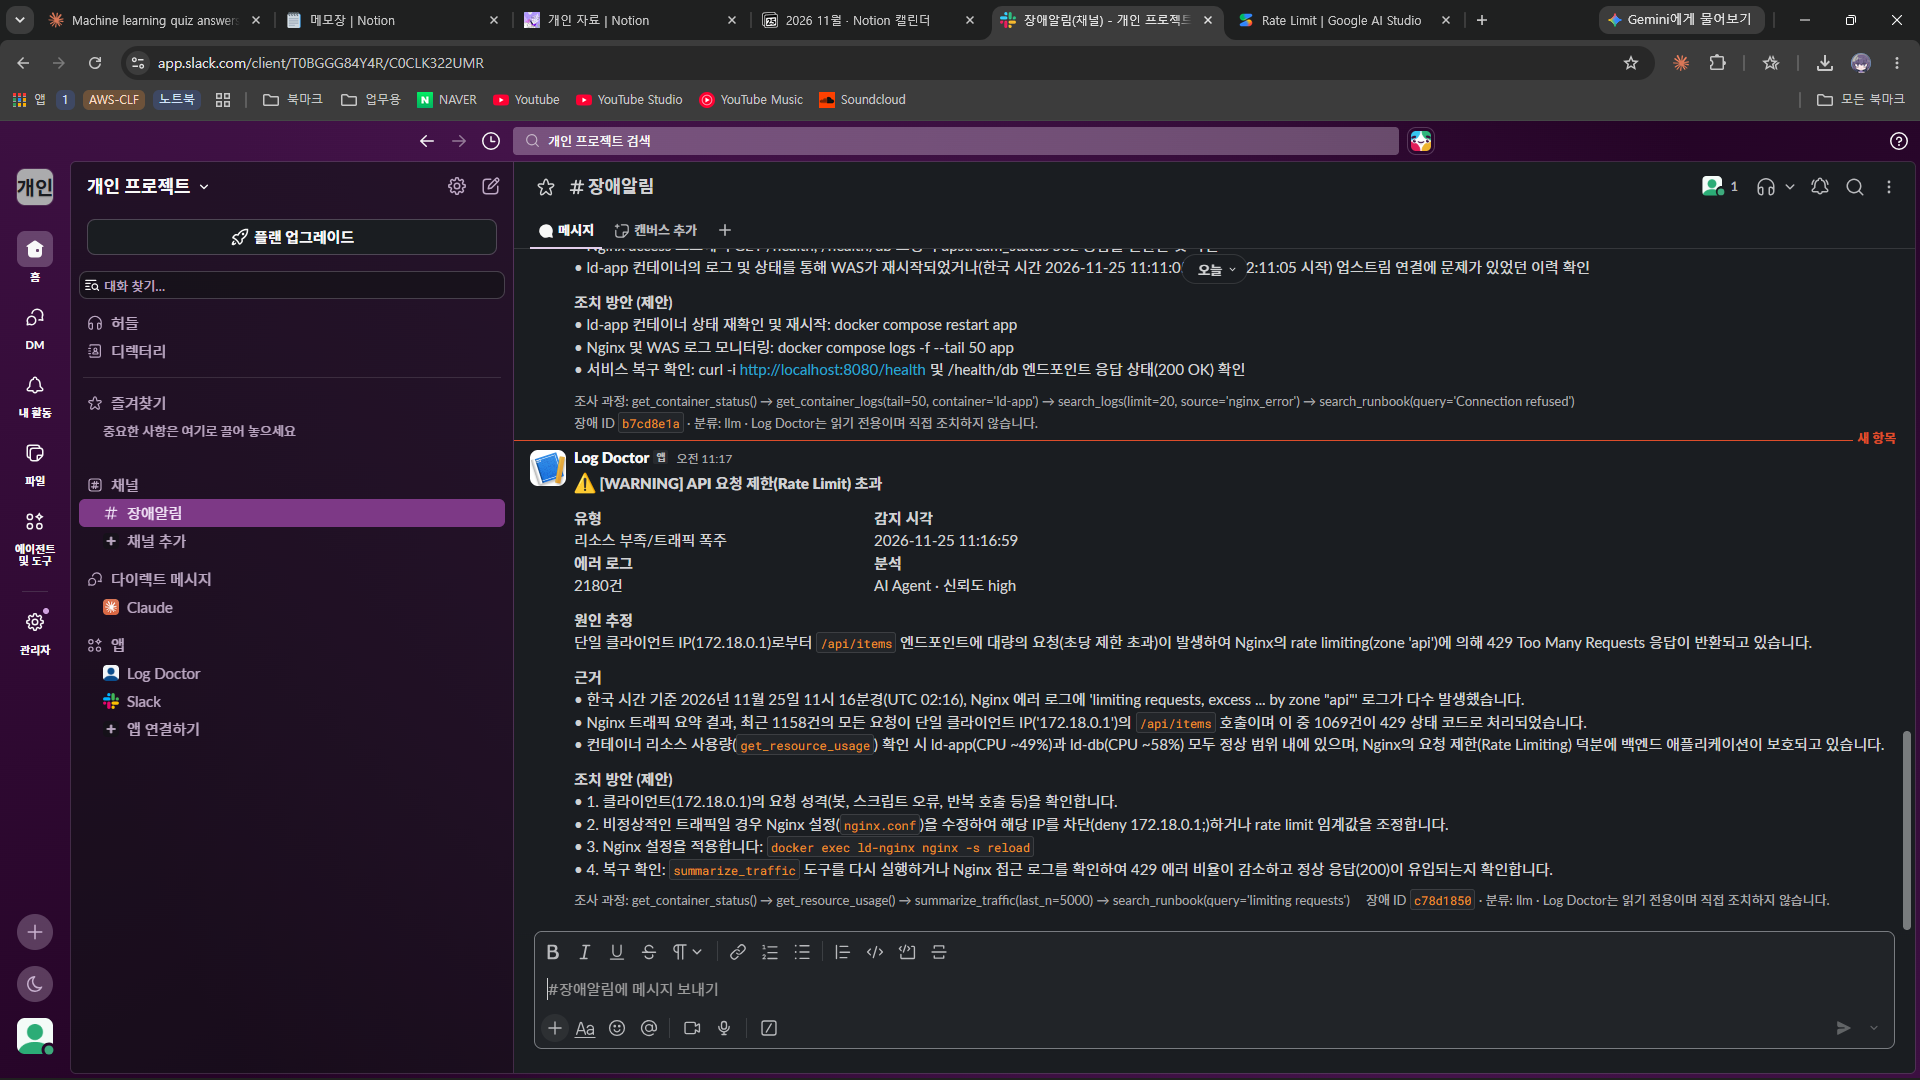 Machine learning quiz answers
메모장 | Notion
개인 자료 | Notion
2026 11월 · Notion 캘린더
장애알림(채널) - 개인 프로젝트
Rate Limit | Google AI Studio
Gemini에게 물어보기
app.slack.com/client/T0BGGG84Y4R/C0CLK322UMR
앱
1
AWS-CLF
노트북
북마크
업무용
NAVER
Youtube
YouTube Studio
YouTube Music
Soundcloud
모든 북마크
개인 프로젝트 검색
개인
홈
DM
내 활동
파일
에이전트 및 도구
관리자
개인 프로젝트
플랜 업그레이드
대화 찾기...
허들
디렉터리
즐겨찾기
중요한 사항은 여기로 끌어 놓으세요
채널
# 장애알림
+ 채널 추가
다이렉트 메시지
Claude
앱
Log Doctor
Slack
+ 앱 연결하기
# 장애알림
1
메시지
캔버스 추가
오늘
• ld-app 컨테이너의 로그 및 상태를 통해 WAS가 재시작되었거나(한국 시간 2026-11-25 11:11:0 2:11:05 시작) 업스트림 연결에 문제가 있었던 이력 확인
조치 방안 (제안)
• ld-app 컨테이너 상태 재확인 및 재시작: docker compose restart app
• Nginx 및 WAS 로그 모니터링: docker compose logs -f --tail 50 app
• 서비스 복구 확인: curl -i http://localhost:8080/health 및 /health/db 엔드포인트 응답 상태(200 OK) 확인
조사 과정: get_container_status() → get_container_logs(tail=50, container='ld-app') → search_logs(limit=20, source='nginx_error') → search_runbook(query='Connection refused')
장애 ID b7cd8e1a · 분류: llm · Log Doctor는 읽기 전용이며 직접 조치하지 않습니다.
새 항목
Log Doctor 앱 오전 11:17
⚠️ [WARNING] API 요청 제한(Rate Limit) 초과
유형 감지 시각
리소스 부족/트래픽 폭주 2026-11-25 11:16:59
에러 로그 분석
2180건 AI Agent · 신뢰도 high
원인 추정
단일 클라이언트 IP(172.18.0.1)로부터 /api/items 엔드포인트에 대량의 요청(초당 제한 초과)이 발생하여 Nginx의 rate limiting(zone 'api')에 의해 429 Too Many Requests 응답이 반환되고 있습니다.
근거
• 한국 시간 기준 2026년 11월 25일 11시 16분경(UTC 02:16), Nginx 에러 로그에 'limiting requests, excess ... by zone "api"' 로그가 다수 발생했습니다.
• Nginx 트래픽 요약 결과, 최근 1158건의 모든 요청이 단일 클라이언트 IP('172.18.0.1')의 /api/items 호출이며 이 중 1069건이 429 상태 코드로 처리되었습니다.
• 컨테이너 리소스 사용량(get_resource_usage) 확인 시 ld-app(CPU ~49%)과 ld-db(CPU ~58%) 모두 정상 범위 내에 있으며, Nginx의 요청 제한(Rate Limiting) 덕분에 백엔드 애플리케이션이 보호되고 있습니다.
조치 방안 (제안)
• 1. 클라이언트(172.18.0.1)의 요청 성격(봇, 스크립트 오류, 반복 호출 등)을 확인합니다.
• 2. 비정상적인 트래픽일 경우 Nginx 설정(nginx.conf)을 수정하여 해당 IP를 차단(deny 172.18.0.1;)하거나 rate limit 임계값을 조정합니다.
• 3. Nginx 설정을 적용합니다: docker exec ld-nginx nginx -s reload
• 4. 복구 확인: summarize_traffic 도구를 다시 실행하거나 Nginx 접근 로그를 확인하여 429 에러 비율이 감소하고 정상 응답(200)이 유입되는지 확인합니다.
조사 과정: get_container_status() → get_resource_usage() → summarize_traffic(last_n=5000) → search_runbook(query='limiting requests') 장애 ID c78d1850 · 분류: llm · Log Doctor는 읽기 전용이며 직접 조치하지 않습니다.
#장애알림에 메시지 보내기
Aa